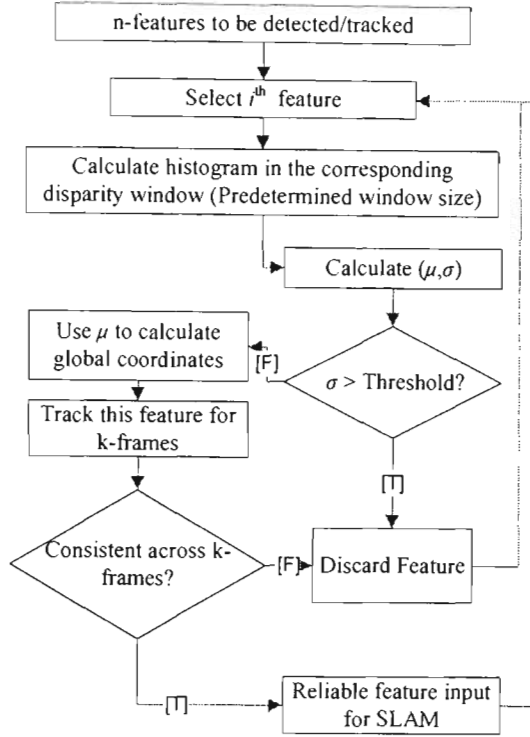 n-features to be detected/tracked
Select i^th feature
Calculate histogram in the corresponding
disparity window (Predetermined window size)
Calculate (μ,σ)
Use μ to calculate
global coordinates
[F]
σ > Threshold?
Track this feature for
k-frames
[T]
Consistent across k-
frames?
[F]
Discard Feature
[T]
Reliable feature input
for SLAM